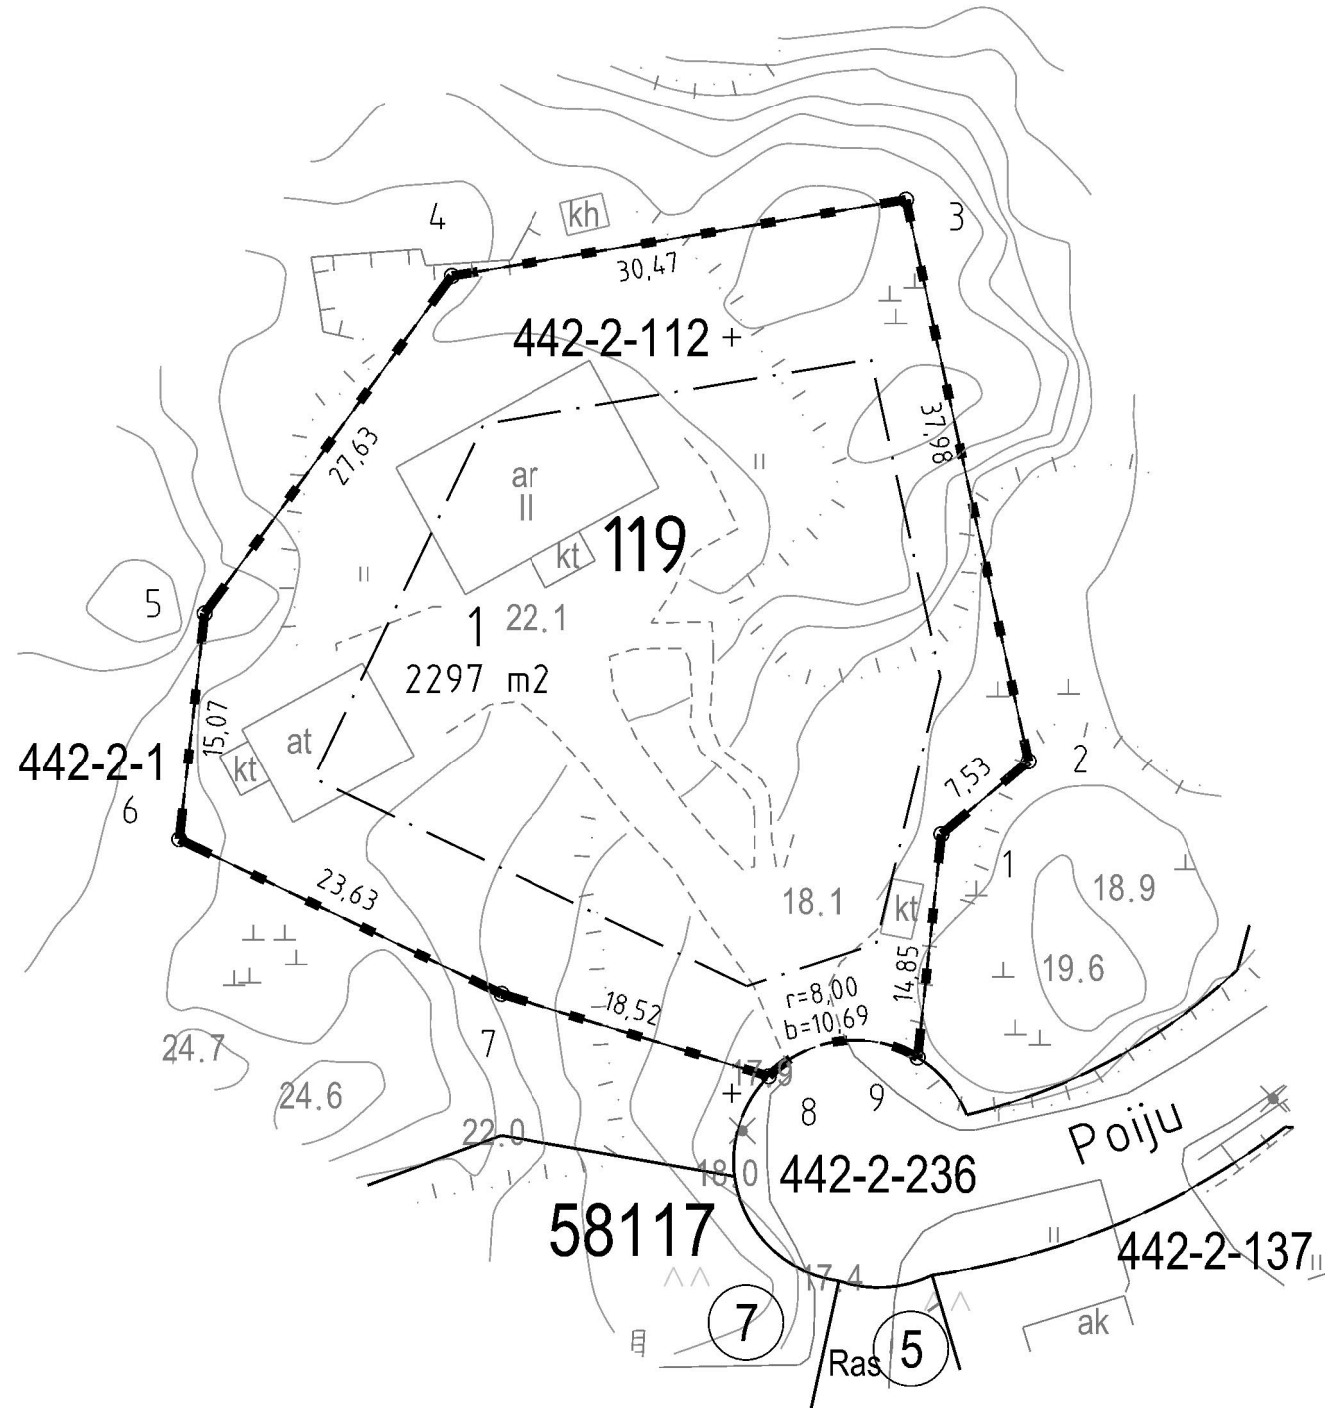 4
kh
3
30,47
442-2-112
37,98
27,63
ar
II
119
kt
5
1
22.1
2297 m2
15,07
at
442-2-1
kt
6
2
7,53
1
23,63
18.1
kt
18.9
19.6
14,85
r=8,00
b=10,69
18,52
7
24.7
24.6
17.9
8
9
22.0
Poiju
18.0
442-2-236
58117
442-2-137
17.4
7
5
ak
Ras